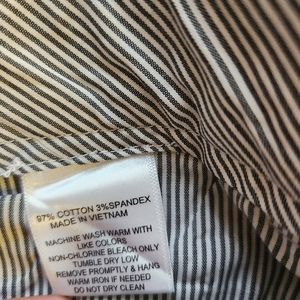 97% COTTON 3%SPANDEX
MADE IN VIETNAM
MACHINE WASH WARM WITH
LIKE COLORS
NON-CHLORINE BLEACH ONLY
TUMBLE DRY LOW
REMOVE PROMPTLY & HANG
WARM IRON IF NEEDED
DO NOT DRY CLEAN